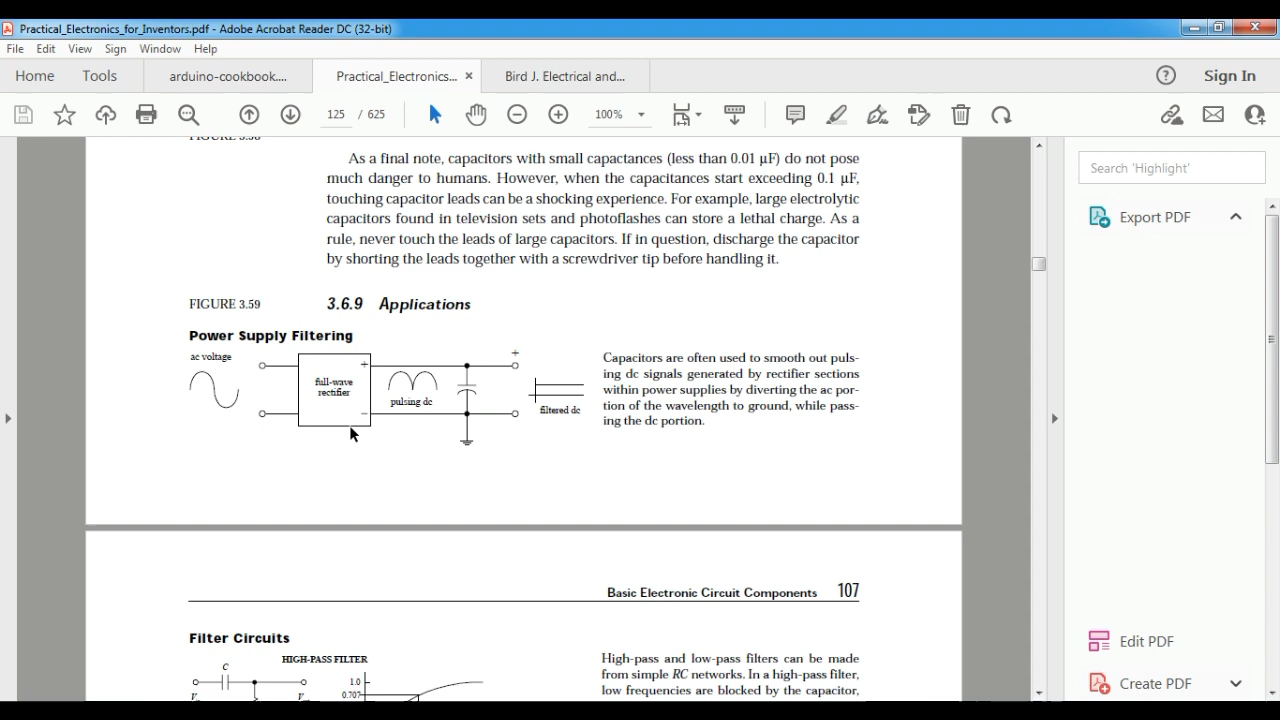 Practical_Electronics_for_Inventors.pdf - Adobe Acrobat Reader DC (32-bit)
File Edit View Sign Window Help
Home Tools arduino-cookbook.... Practical_Electronics... × Bird J. Electrical and... Sign In
125 / 625 100%
FIGURE 3.58
As a final note, capacitors with small capactances (less than 0.01 µF) do not pose
much danger to humans. However, when the capacitances start exceeding 0.1 µF,
touching capacitor leads can be a shocking experience. For example, large electrolytic
capacitors found in television sets and photoflashes can store a lethal charge. As a
rule, never touch the leads of large capacitors. If in question, discharge the capacitor
by shorting the leads together with a screwdriver tip before handling it.
FIGURE 3.59 3.6.9 Applications
Power Supply Filtering
ac voltage
full-wave
rectifier
+
−
pulsing dc
+
filtered dc
Capacitors are often used to smooth out puls-
ing dc signals generated by rectifier sections
within power supplies by diverting the ac por-
tion of the wavelength to ground, while pass-
ing the dc portion.
Basic Electronic Circuit Components 107
Filter Circuits
HIGH-PASS FILTER
C
1.0
0.707
High-pass and low-pass filters can be made
from simple RC networks. In a high-pass filter,
low frequencies are blocked by the capacitor,
Search 'Highlight'
Export PDF
Edit PDF
Create PDF